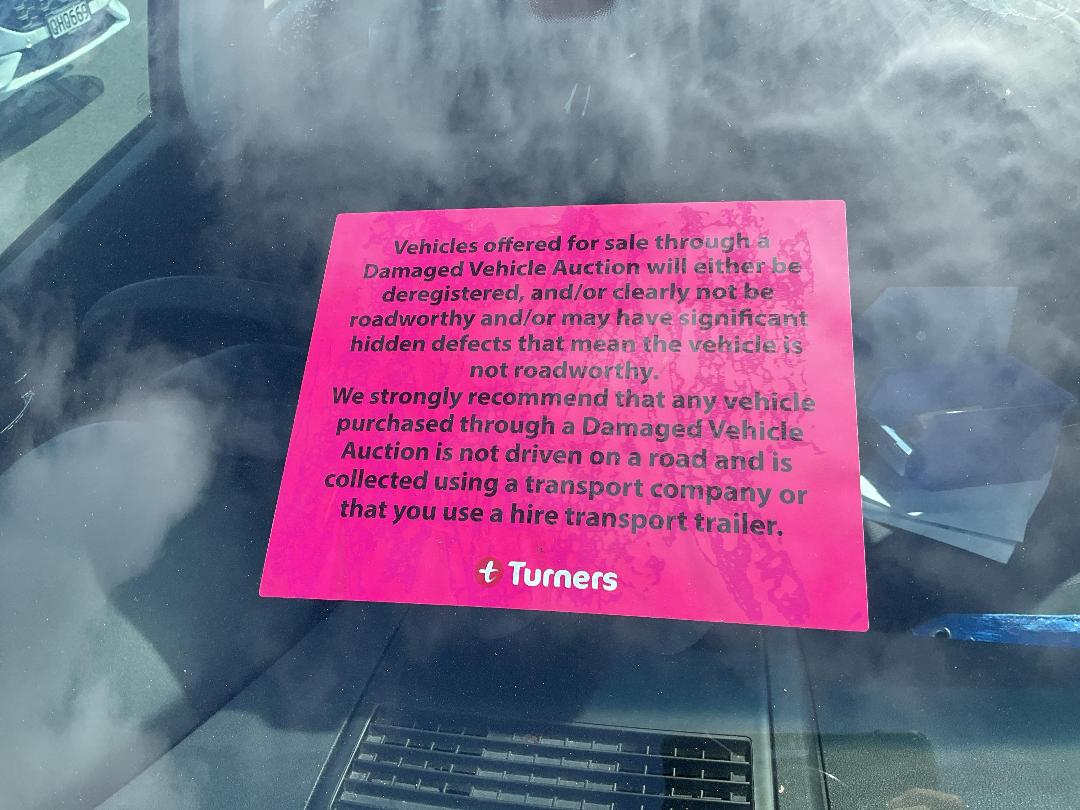 QHQ669
Vehicles offered for sale through a
Damaged Vehicle Auction will either be
deregistered, and/or clearly not be
roadworthy and/or may have significant
hidden defects that mean the vehicle is
not roadworthy.
We strongly recommend that any vehicle
purchased through a Damaged Vehicle
Auction is not driven on a road and is
collected using a transport company or
that you use a hire transport trailer.
t Turners